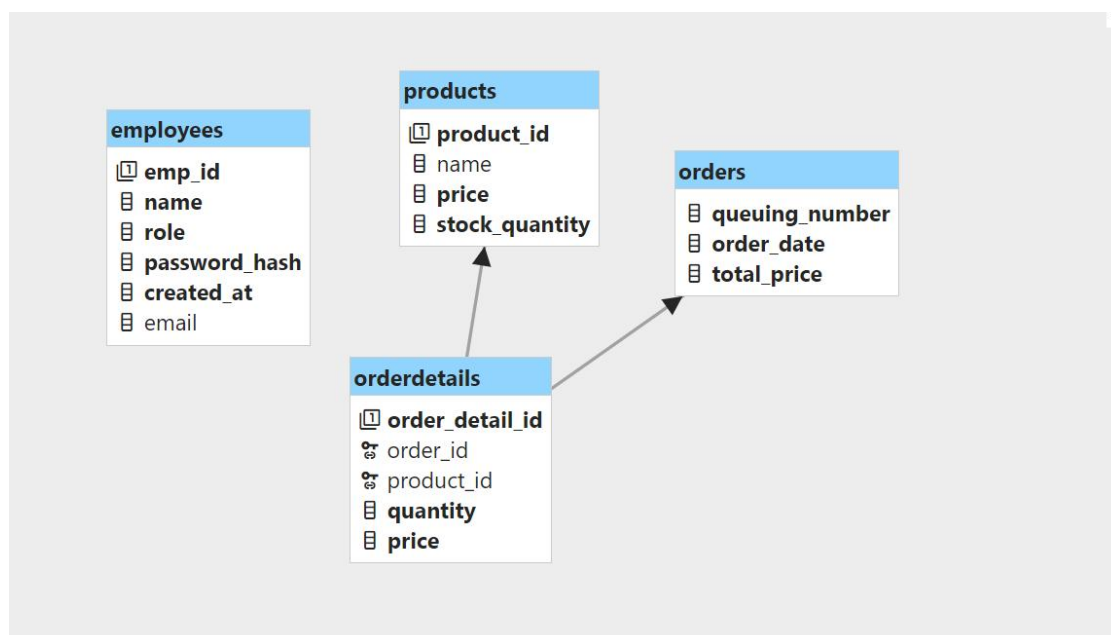 employees
emp_id
name
role
password_hash
created_at
email
products
product_id
name
price
stock_quantity
orders
queuing_number
order_date
total_price
orderdetails
order_detail_id
order_id
product_id
quantity
price